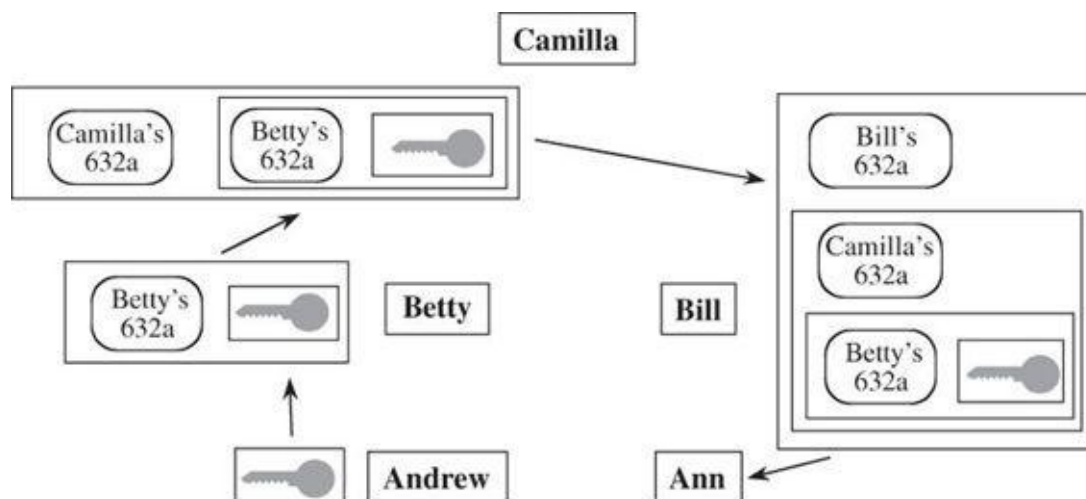 Camilla
Camilla's
632a
Betty's
632a
Bill's
632a
Camilla's
632a
Betty's
632a
Betty
Bill
Betty's
632a
Andrew
Ann